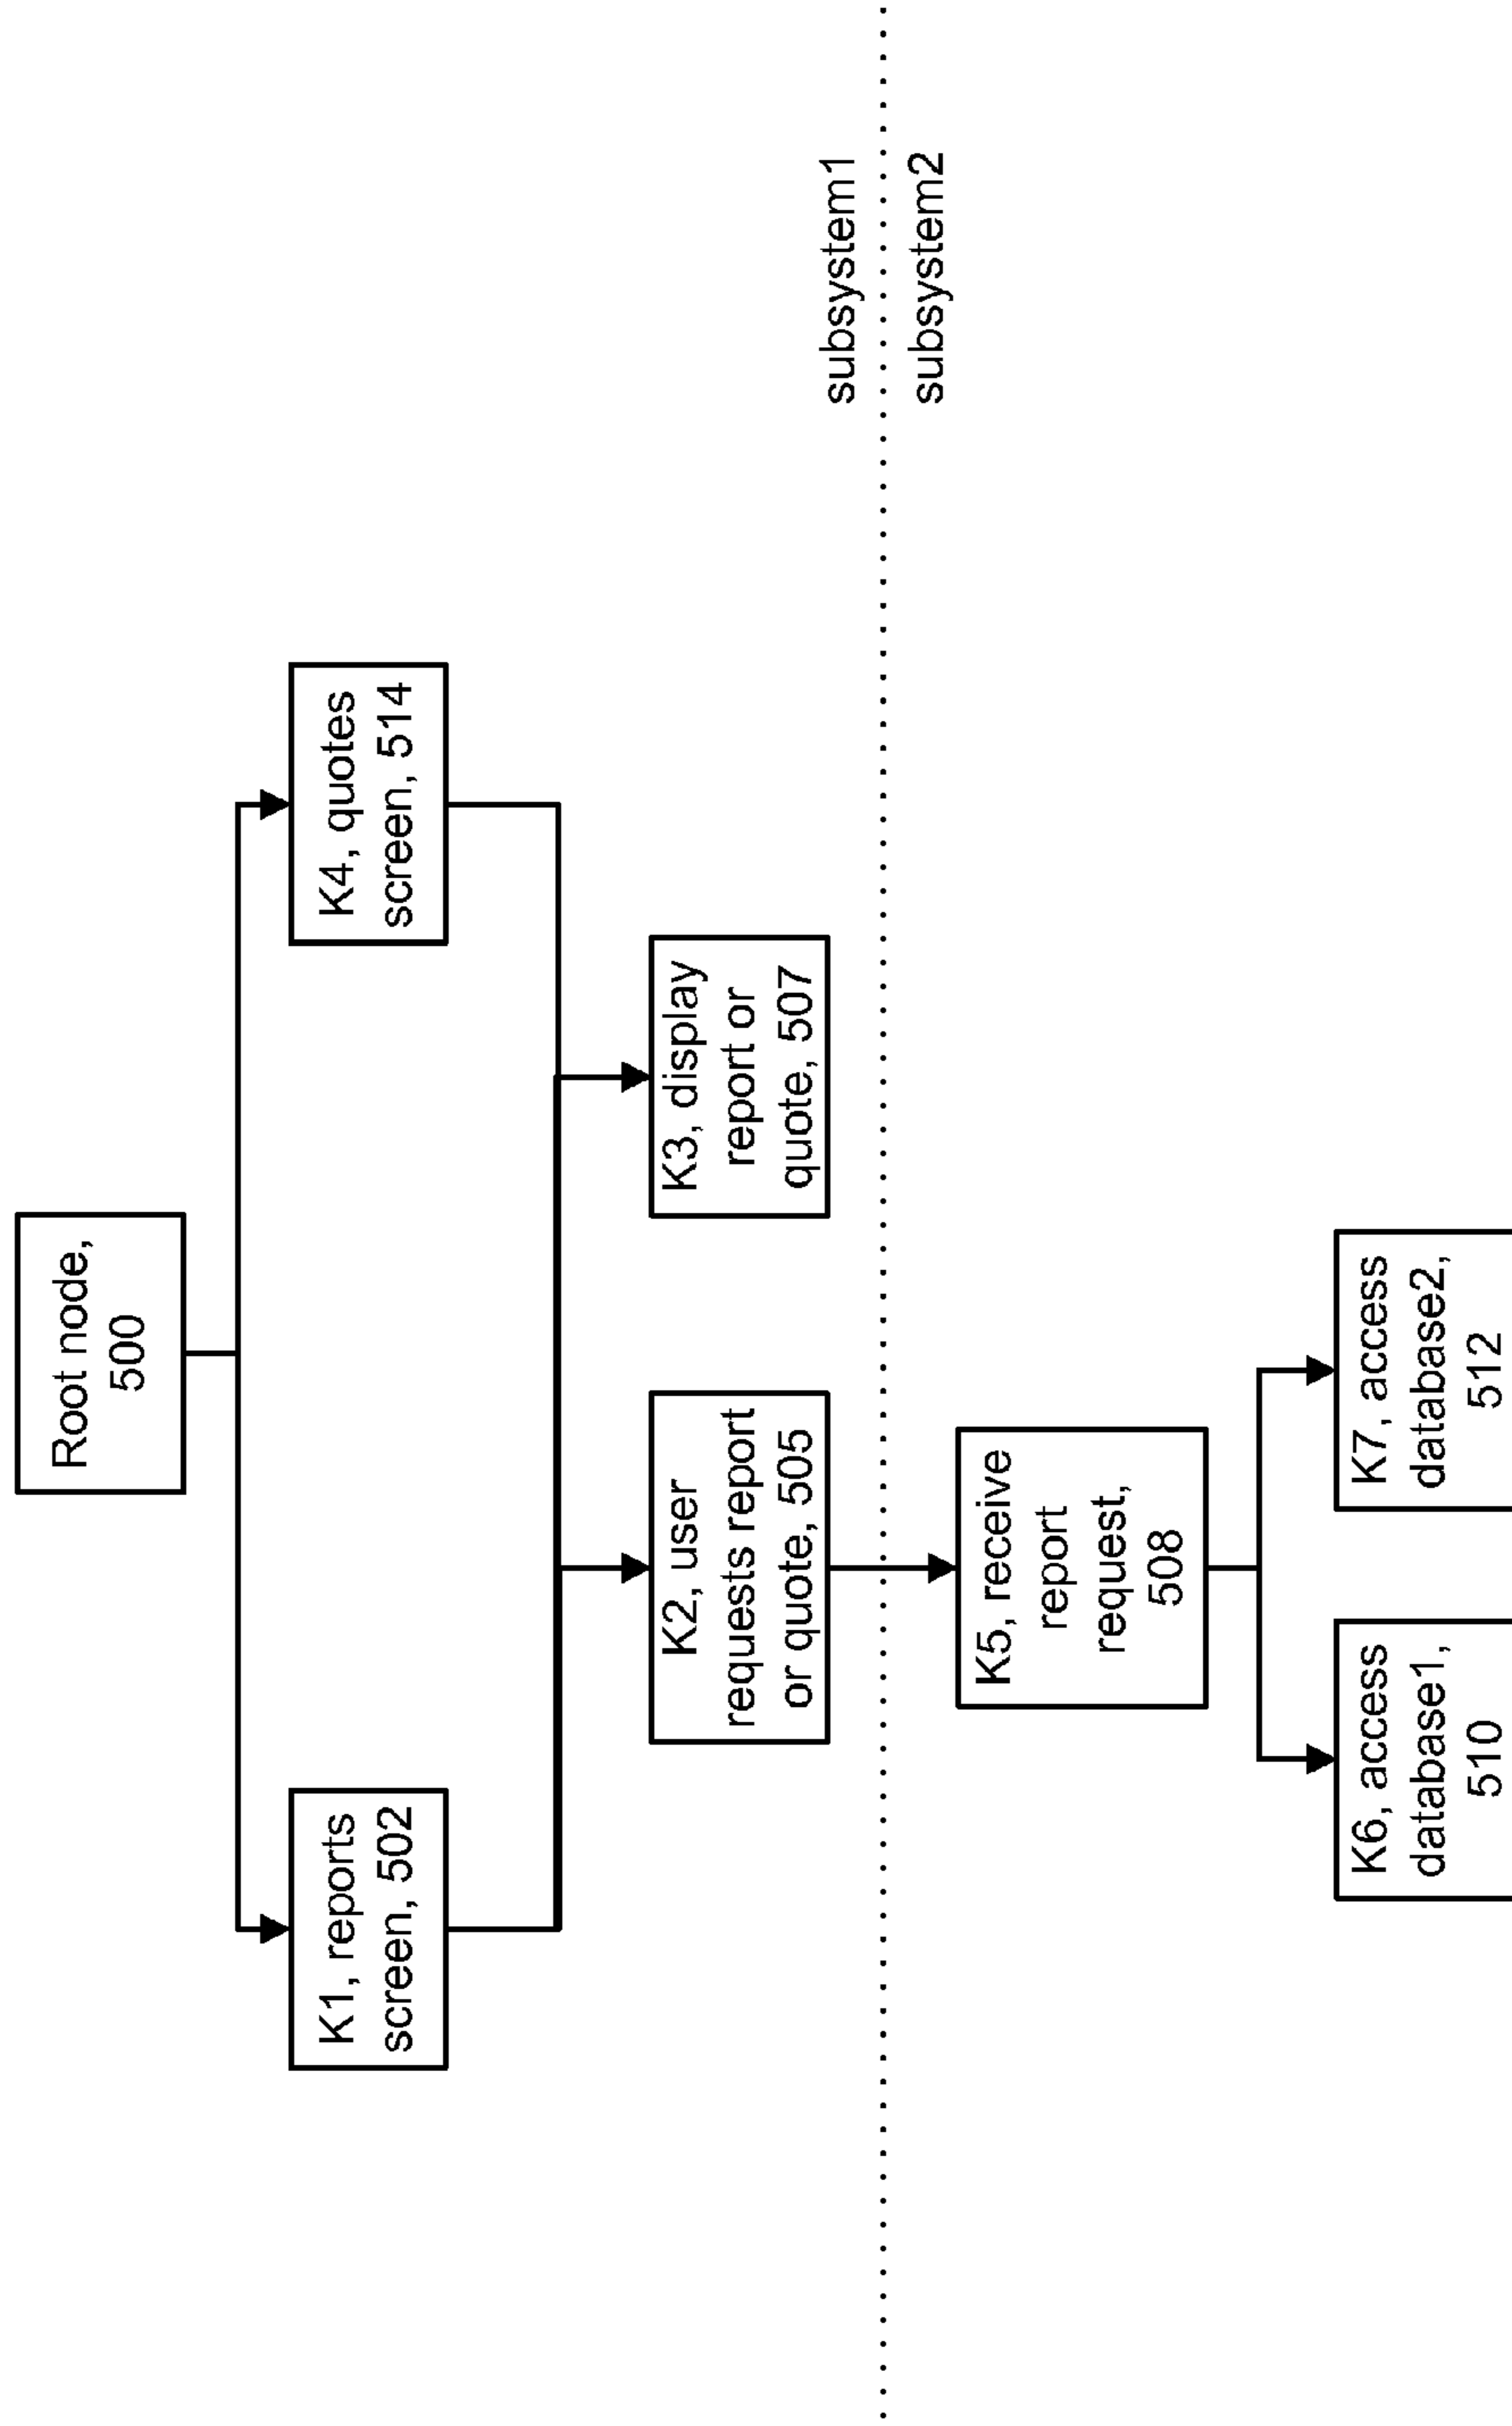 Root node,
500
K1, reports
screen, 502
K4, quotes
screen, 514
K2, user
requests report
or quote, 505
K3, display
report or
quote, 507
subsystem1
subsystem2
K5, receive
report
request,
508
K6, access
database1,
510
K7, access
database2,
512